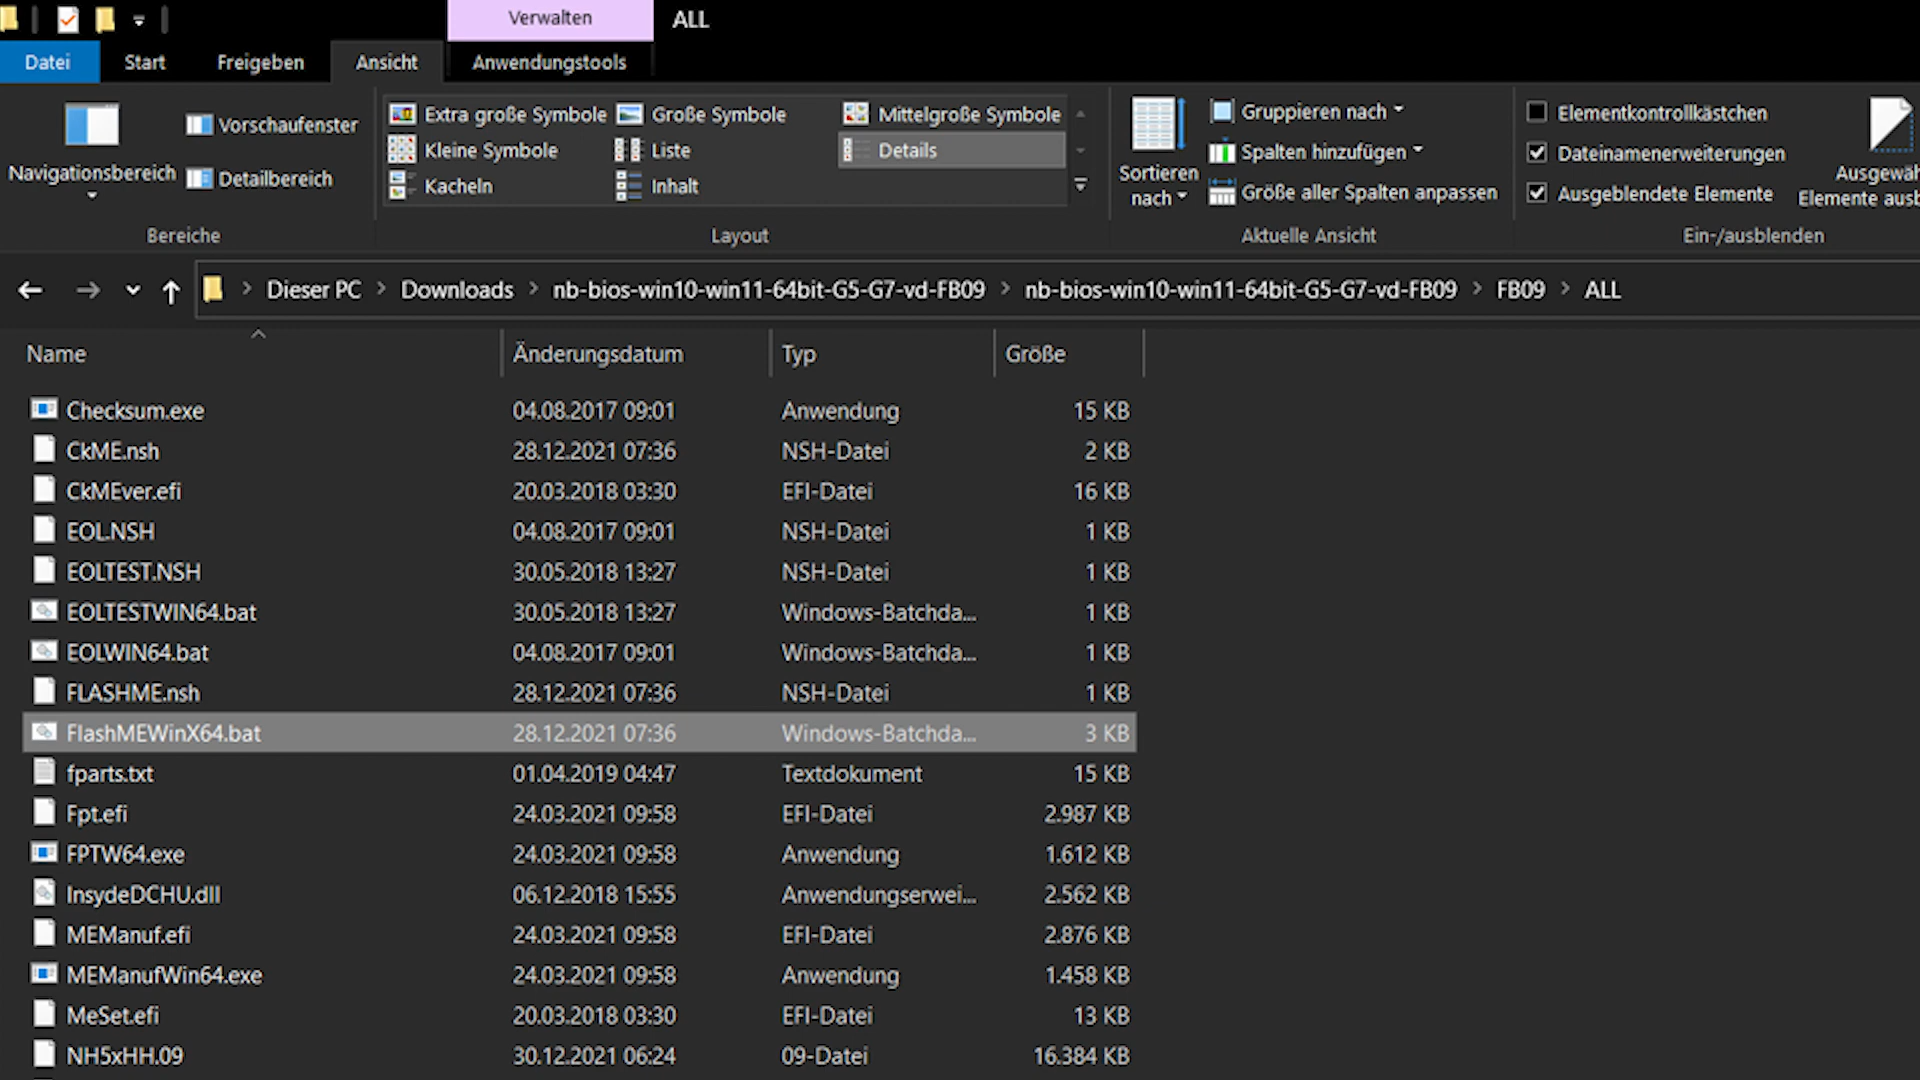 Verwalten
ALL
Datei Start Freigeben Ansicht Anwendungstools
Navigationsbereich
Vorschaufenster
Detailbereich
Bereiche
Extra große Symbole Große Symbole Mittelgroße Symbole
Kleine Symbole Liste Details
Kacheln Inhalt
Layout
Sortieren
nach
Gruppieren nach
Spalten hinzufügen
Größe aller Spalten anpassen
Aktuelle Ansicht
Elementkontrollkästchen
Dateinamenerweiterungen
Ausgeblendete Elemente
Ausgewäh
Elemente ausb
Ein-/ausblenden
Dieser PC Downloads nb-bios-win10-win11-64bit-G5-G7-vd-FB09 nb-bios-win10-win11-64bit-G5-G7-vd-FB09 FB09 ALL
Name Änderungsdatum Typ Größe
Checksum.exe 04.08.2017 09:01 Anwendung 15 KB
CkME.nsh 28.12.2021 07:36 NSH-Datei 2 KB
CkMEver.efi 20.03.2018 03:30 EFI-Datei 16 KB
EOL.NSH 04.08.2017 09:01 NSH-Datei 1 KB
EOLTEST.NSH 30.05.2018 13:27 NSH-Datei 1 KB
EOLTESTWIN64.bat 30.05.2018 13:27 Windows-Batchda... 1 KB
EOLWIN64.bat 04.08.2017 09:01 Windows-Batchda... 1 KB
FLASHME.nsh 28.12.2021 07:36 NSH-Datei 1 KB
FlashMEWinX64.bat 28.12.2021 07:36 Windows-Batchda... 3 KB
fparts.txt 01.04.2019 04:47 Textdokument 15 KB
Fpt.efi 24.03.2021 09:58 EFI-Datei 2.987 KB
FPTW64.exe 24.03.2021 09:58 Anwendung 1.612 KB
InsydeDCHU.dll 06.12.2018 15:55 Anwendungserwei... 2.562 KB
MEManuf.efi 24.03.2021 09:58 EFI-Datei 2.876 KB
MEManufWin64.exe 24.03.2021 09:58 Anwendung 1.458 KB
MeSet.efi 20.03.2018 03:30 EFI-Datei 13 KB
NH5xHH.09 30.12.2021 06:24 09-Datei 16.384 KB